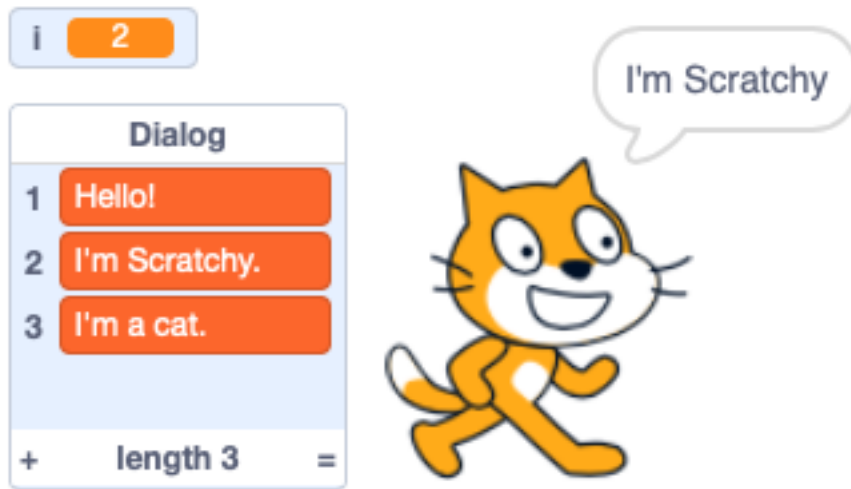 i 2
I'm Scratchy
Dialog
1 Hello!
2 I'm Scratchy.
3 I'm a cat.
+ length 3 =